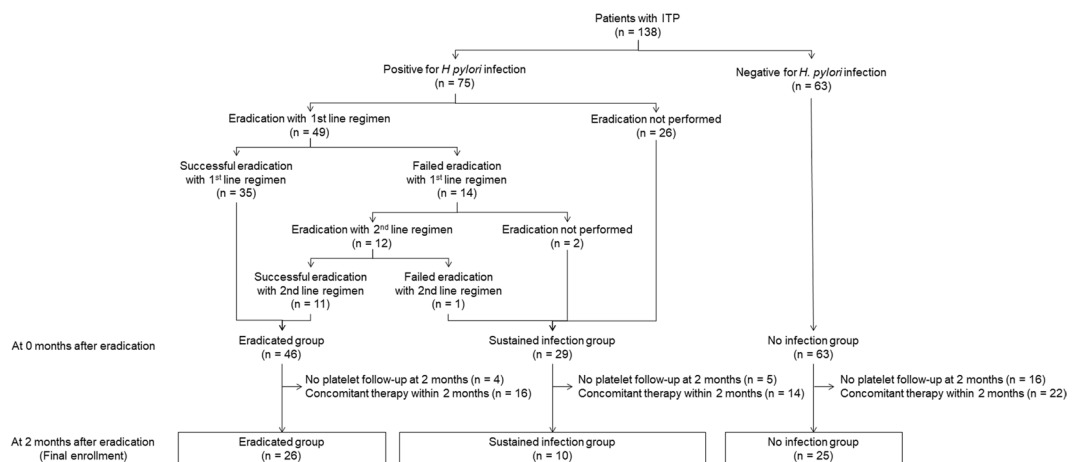 Patients with ITP
(n = 138)
Positive for H pylori infection
(n = 75)
Negative for H. pylori infection
(n = 63)
Eradication with 1st line regimen
(n = 49)
Eradication not performed
(n = 26)
Successful eradication
with 1st line regimen
(n = 35)
Failed eradication
with 1st line regimen
(n = 14)
Eradication with 2nd line regimen
(n = 12)
Eradication not performed
(n = 2)
Successful eradication
with 2nd line regimen
(n = 11)
Failed eradication
with 2nd line regimen
(n = 1)
At 0 months after eradication
Eradicated group
(n = 46)
Sustained infection group
(n = 29)
No infection group
(n = 63)
No platelet follow-up at 2 months (n = 4)
Concomitant therapy within 2 months (n = 16)
No platelet follow-up at 2 months (n = 5)
Concomitant therapy within 2 months (n = 14)
No platelet follow-up at 2 months (n = 16)
Concomitant therapy within 2 months (n = 22)
At 2 months after eradication
(Final enrollment)
Eradicated group
(n = 26)
Sustained infection group
(n = 10)
No infection group
(n = 25)